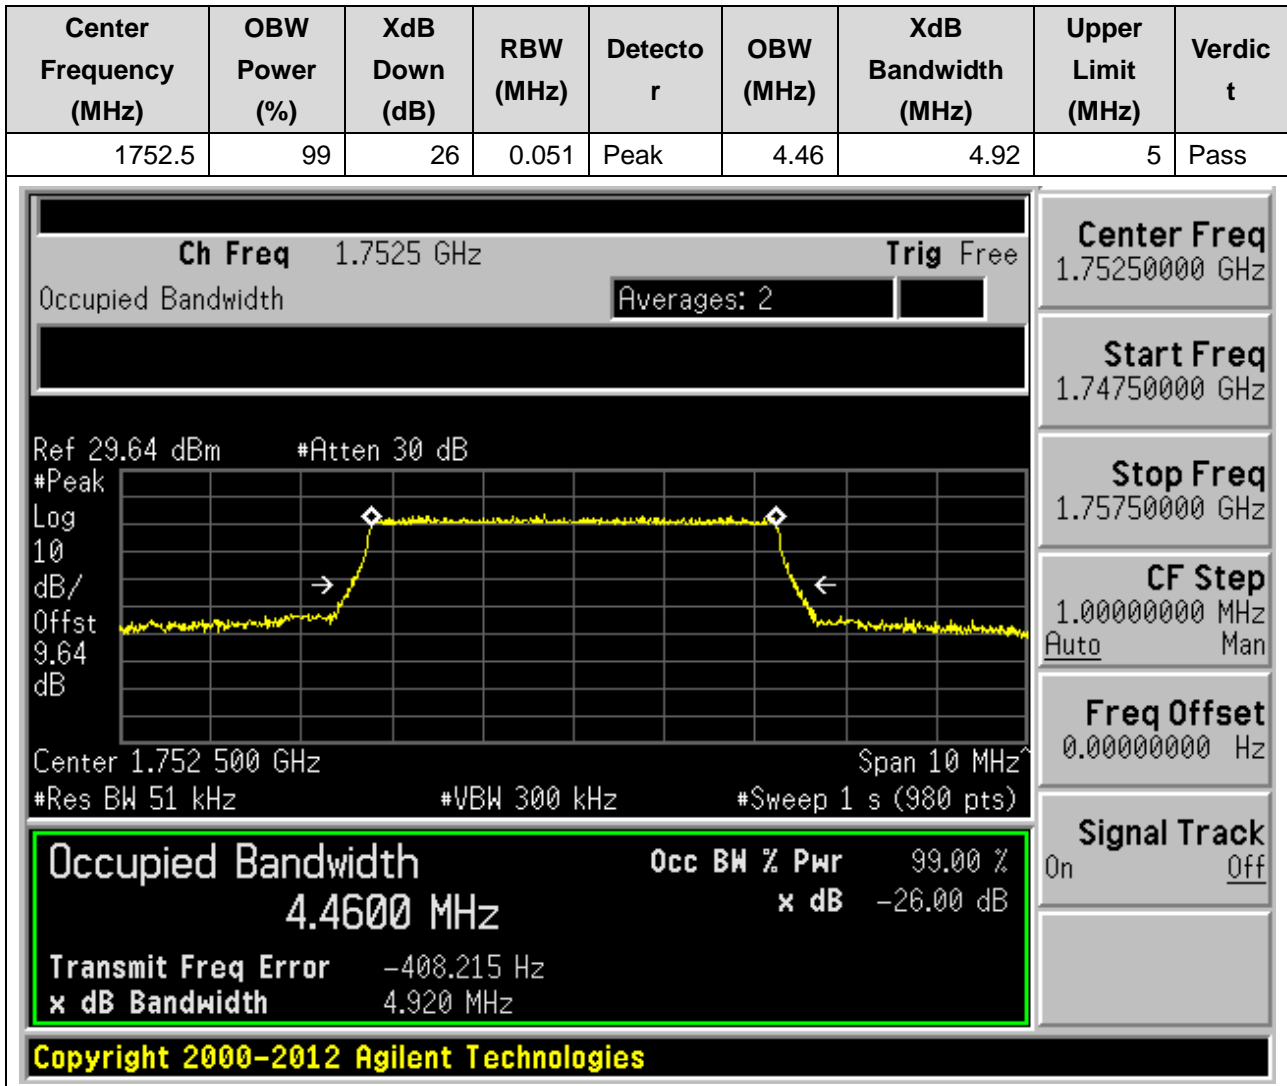 Center Frequency (MHz) OBW Power (%) XdB Down (dB) RBW (MHz) Detecto r OBW (MHz) XdB Bandwidth (MHz) Upper Limit (MHz) Verdic t
1752.5 99 26 0.051 Peak 4.46 4.92 5 Pass
Ch Freq 1.7525 GHz Trig Free
Occupied Bandwidth Averages: 2
Ref 29.64 dBm #Atten 30 dB
#Peak
Log
10
dB/
Offst
9.64
dB
Center 1.752 500 GHz Span 10 MHz^
#Res BW 51 kHz #VBW 300 kHz #Sweep 1 s (980 pts)
Occupied Bandwidth Occ BW % Pwr 99.00 %
4.4600 MHz x dB -26.00 dB
Transmit Freq Error -408.215 Hz
x dB Bandwidth 4.920 MHz
Center Freq
1.75250000 GHz
Start Freq
1.74750000 GHz
Stop Freq
1.75750000 GHz
CF Step
1.00000000 MHz
Auto Man
Freq Offset
0.00000000 Hz
Signal Track
On Off
Copyright 2000-2012 Agilent Technologies